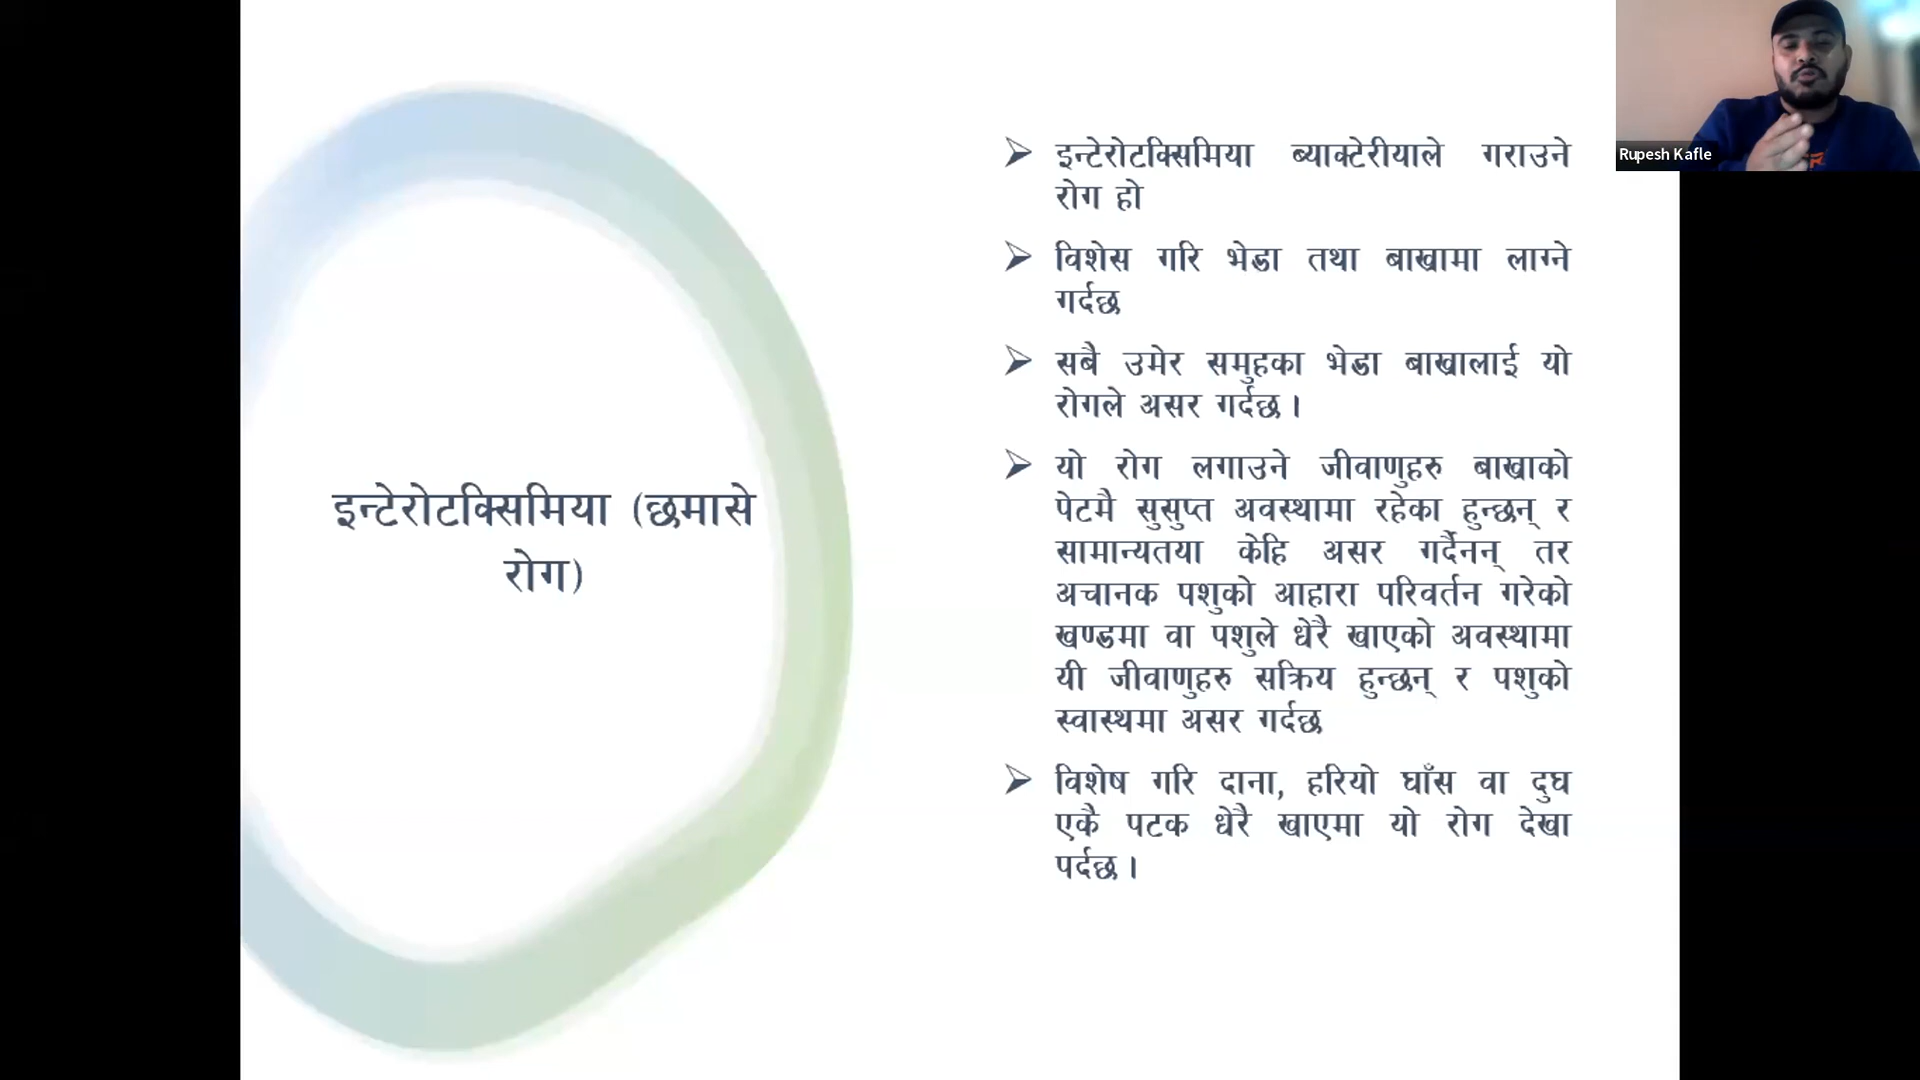 इन्टेरोटक्सिमिया (छमासे
रोग)
इन्टेरोटक्सिमिया ब्याक्टेरीयाले गराउने
रोग हो
विशेस गरि भेडा तथा बाख्रामा लाग्ने
गर्दछ
सबै उमेर समुहका भेडा बाख्रालाई यो
रोगले असर गर्दछ।
यो रोग लगाउने जीवाणुहरु बाख्राको
पेटमै सुसुप्त अवस्थामा रहेका हुन्छन् र
सामान्यतया केहि असर गर्दैनन् तर
अचानक पशुको आहारा परिवर्तन गरेको
खण्डमा वा पशुले धेरै खाएको अवस्थामा
यी जीवाणुहरु सक्रिय हुन्छन् र पशुको
स्वास्थमा असर गर्दछ
विशेष गरि दाना, हरियो घाँस वा दुघ
एकै पटक धेरै खाएमा यो रोग देखा
पर्दछ।
Rupesh Kafle